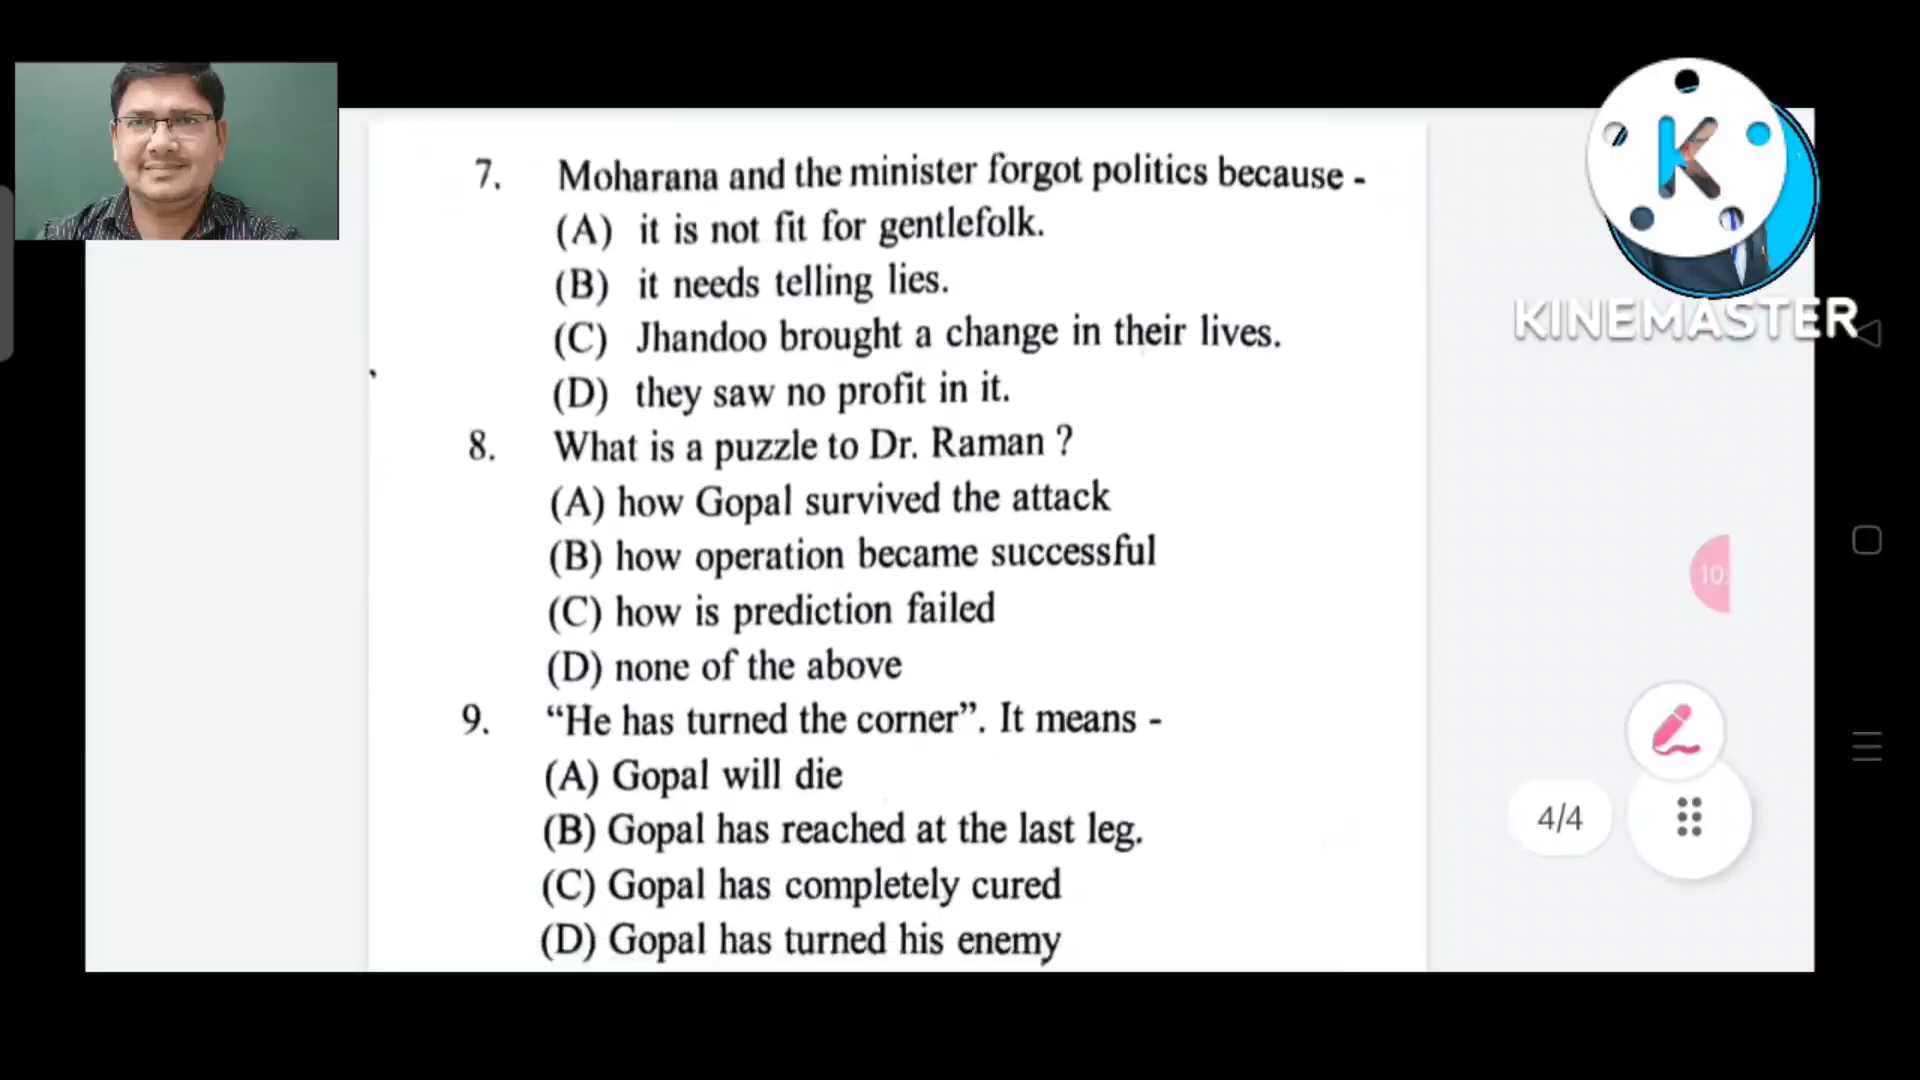 7. Moharana and the minister forgot politics because -
(A) it is not fit for gentlefolk.
(B) it needs telling lies.
(C) Jhandoo brought a change in their lives.
(D) they saw no profit in it.
8. What is a puzzle to Dr. Raman ?
(A) how Gopal survived the attack
(B) how operation became successful
(C) how is prediction failed
(D) none of the above
9. “He has turned the corner”. It means -
(A) Gopal will die
(B) Gopal has reached at the last leg.
(C) Gopal has completely cured
(D) Gopal has turned his enemy
K
KINEMASTER
10
4/4